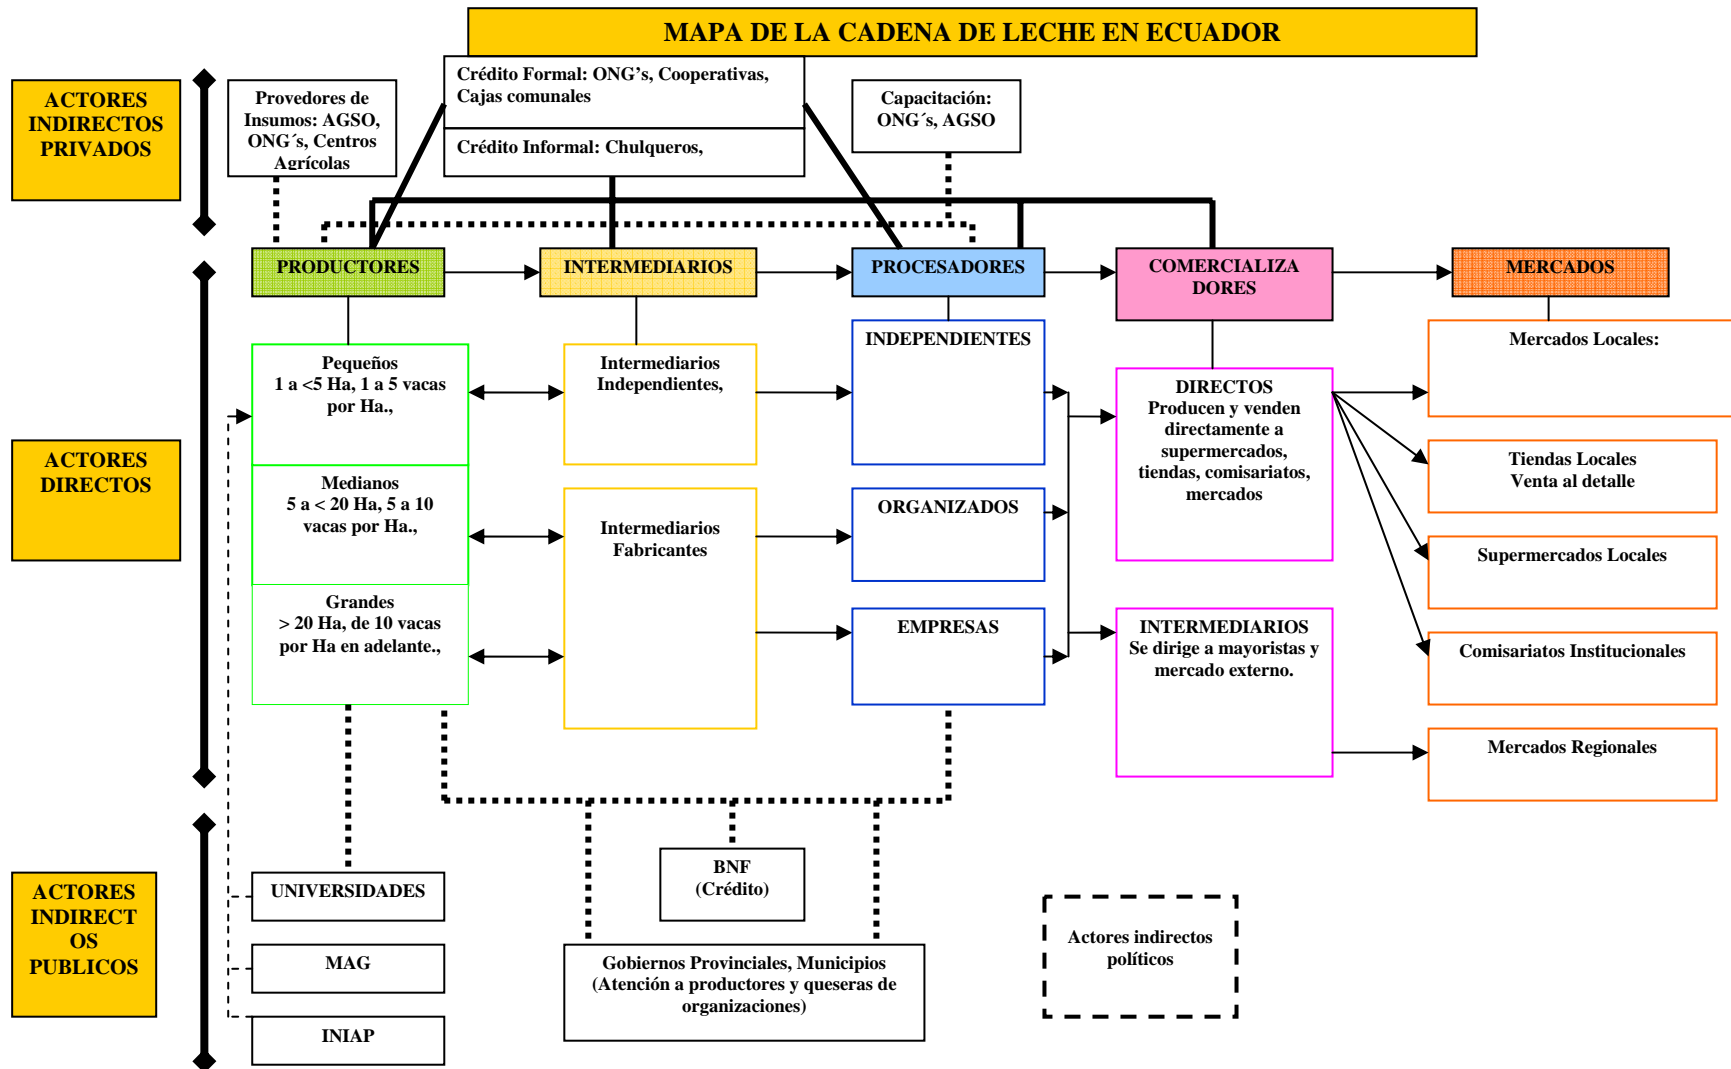 MAPA DE LA CADENA DE LECHE EN ECUADOR
ACTORES
INDIRECTOS
PRIVADOS
Provedores de
Insumos: AGSO,
ONG´s, Centros
Agrícolas
Crédito Formal: ONG's, Cooperativas,
Cajas comunales
Crédito Informal: Chulqueros,
Capacitación:
ONG´s, AGSO
PRODUCTORES
INTERMEDIARIOS
PROCESADORES
COMERCIALIZA
DORES
MERCADOS
ACTORES
DIRECTOS
Pequeños
1 a <5 Ha, 1 a 5 vacas
por Ha.,
Medianos
5 a < 20 Ha, 5 a 10
vacas por Ha.,
Grandes
> 20 Ha, de 10 vacas
por Ha en adelante.,
Intermediarios
Independientes,
Intermediarios
Fabricantes
INDEPENDIENTES
ORGANIZADOS
EMPRESAS
DIRECTOS
Producen y venden
directamente a
supermercados,
tiendas, comisariatos,
mercados
INTERMEDIARIOS
Se dirige a mayoristas y
mercado externo.
Mercados Locales:
Tiendas Locales
Venta al detalle
Supermercados Locales
Comisariatos Institucionales
Mercados Regionales
ACTORES
INDIRECT
OS
PUBLICOS
UNIVERSIDADES
MAG
INIAP
BNF
(Crédito)
Gobiernos Provinciales, Municipios
(Atención a productores y queseras de
organizaciones)
Actores indirectos
políticos